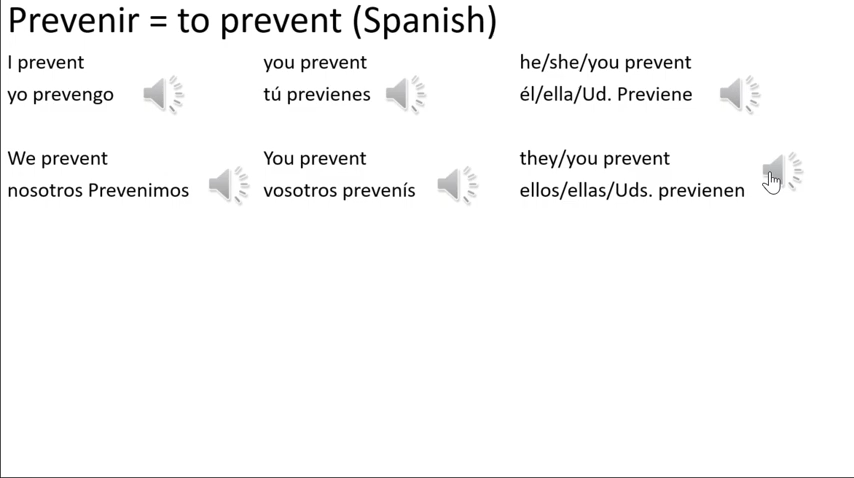 Prevenir = to prevent (Spanish)
I prevent
yo prevengo
you prevent
tú previenes
he/she/you prevent
él/ella/Ud. Previene
We prevent
nosotros Prevenimos
You prevent
vosotros prevenís
they/you prevent
ellos/ellas/Uds. previenen